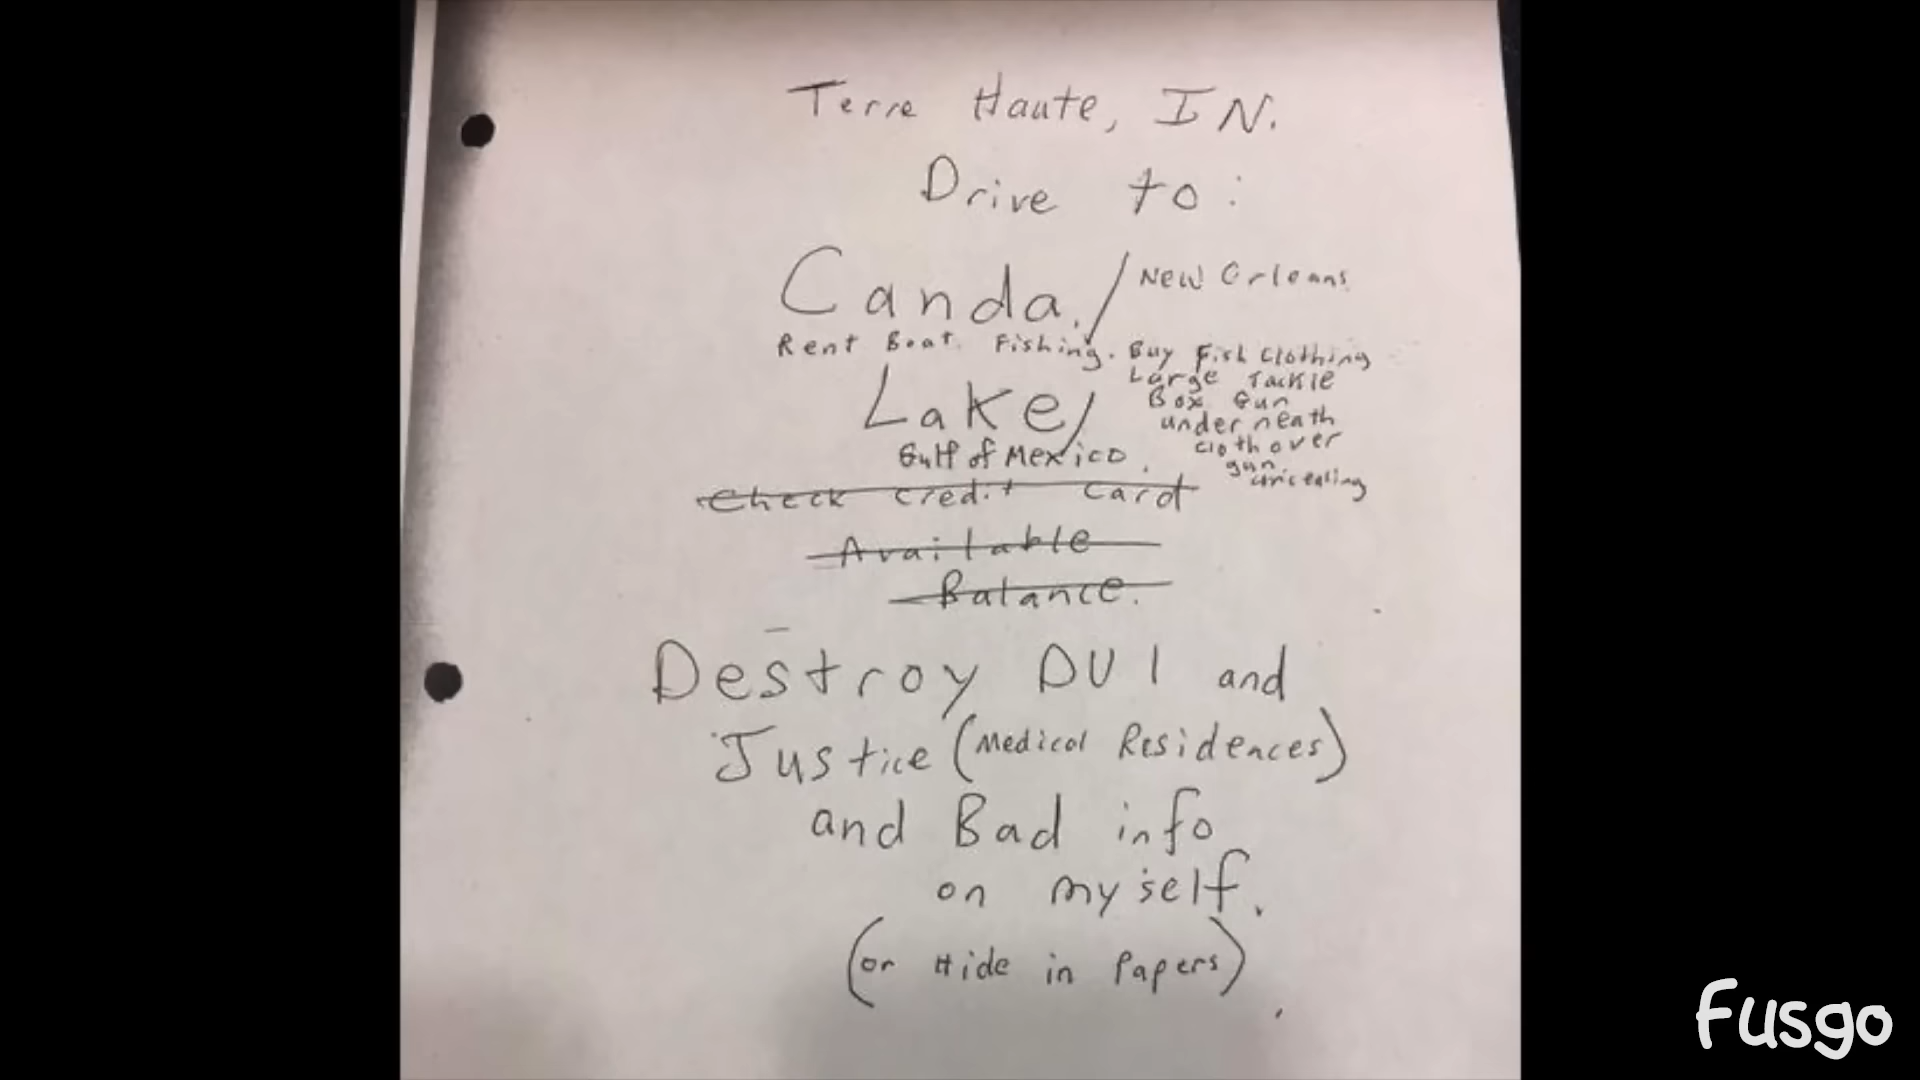 Terre Haute, IN.
Drive to:
Canda. / New Orleans
Rent Boat. Fishing. Buy Fish Clothing
Large Tackle
Box Gun
underneath
cloth over
gun
concealing
Lake /
Gulf of Mexico.
Check Credit Card
Available
Balance.
Destroy DUI and
Justice (Medical Residences)
and Bad info
on myself.
(or Hide in Papers)
Fusgo